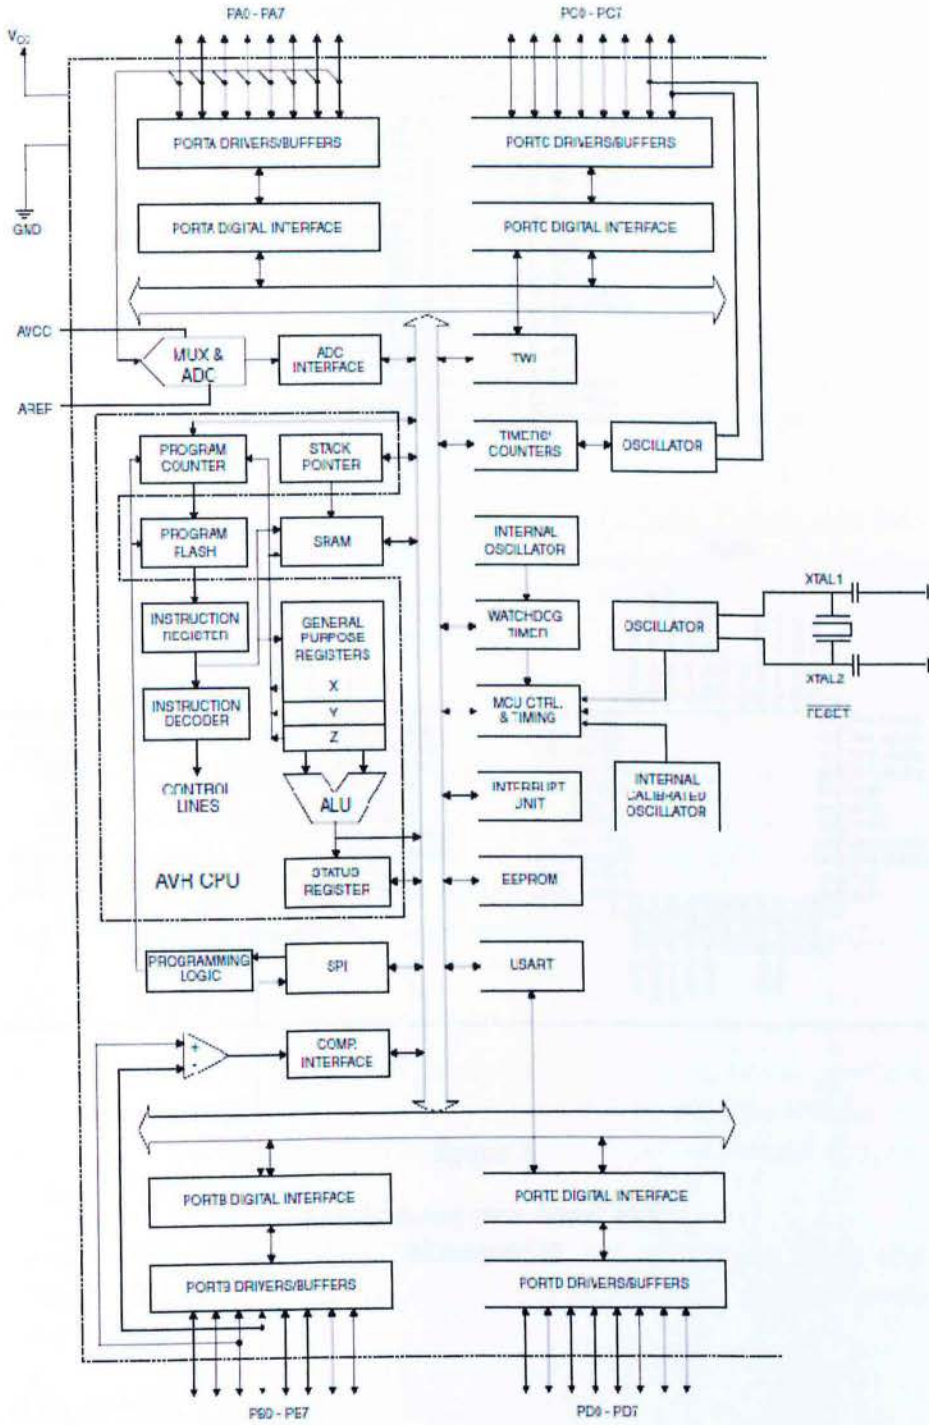 PA0 - PA7
PC0 - PC7
VCC
PORTA DRIVERS/BUFFERS
PORTC DRIVERS/BUFFERS
PORTA DIGITAL INTERFACE
PORTC DIGITAL INTERFACE
GND
AVCC
MUX &
ADC
ADC
INTERFACE
TWI
AREF
PROGRAM
COUNTER
STACK
POINTER
TIMERS/
COUNTERS
OSCILLATOR
PROGRAM
FLASH
SRAM
INTERNAL
OSCILLATOR
XTAL1
INSTRUCTION
REGISTER
GENERAL
PURPOSE
REGISTERS
WATCHDOG
TIMER
OSCILLATOR
X
XTAL2
INSTRUCTION
DECODER
Y
MCU CTRL.
& TIMING
RESET
Z
CONTROL
LINES
ALU
INTERRUPT
UNIT
INTERNAL
CALIBRATED
OSCILLATOR
AVR CPU
STATUS
REGISTER
EEPROM
PROGRAMMING
LOGIC
SPI
USART
+
-
COMP.
INTERFACE
PORTB DIGITAL INTERFACE
PORTD DIGITAL INTERFACE
PORTB DRIVERS/BUFFERS
PORTD DRIVERS/BUFFERS
PB0 - PB7
PD0 - PD7